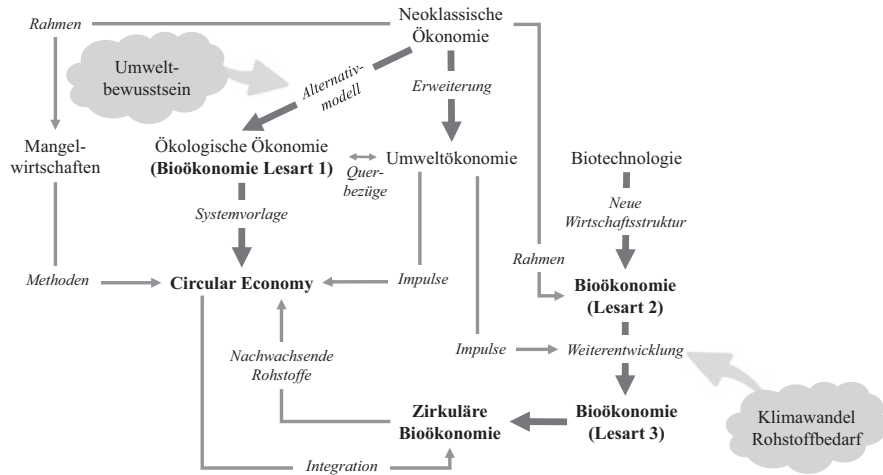 Rahmen
Neoklassische
Ökonomie
Umwelt-
bewusstsein
Alternativ-
modell
Erweiterung
Mangel-
wirtschaften
Ökologische Ökonomie
(Bioökonomie Lesart 1)
Quer-
bezüge
Umweltökonomie
Biotechnologie
Systemvorlage
Neue
Wirtschaftsstruktur
Methoden
Circular Economy
Impulse
Rahmen
Bioökonomie
(Lesart 2)
Nachwachsende
Rohstoffe
Impulse
Weiterentwicklung
Zirkuläre
Bioökonomie
Bioökonomie
(Lesart 3)
Klimawandel
Rohstoffbedarf
Integration